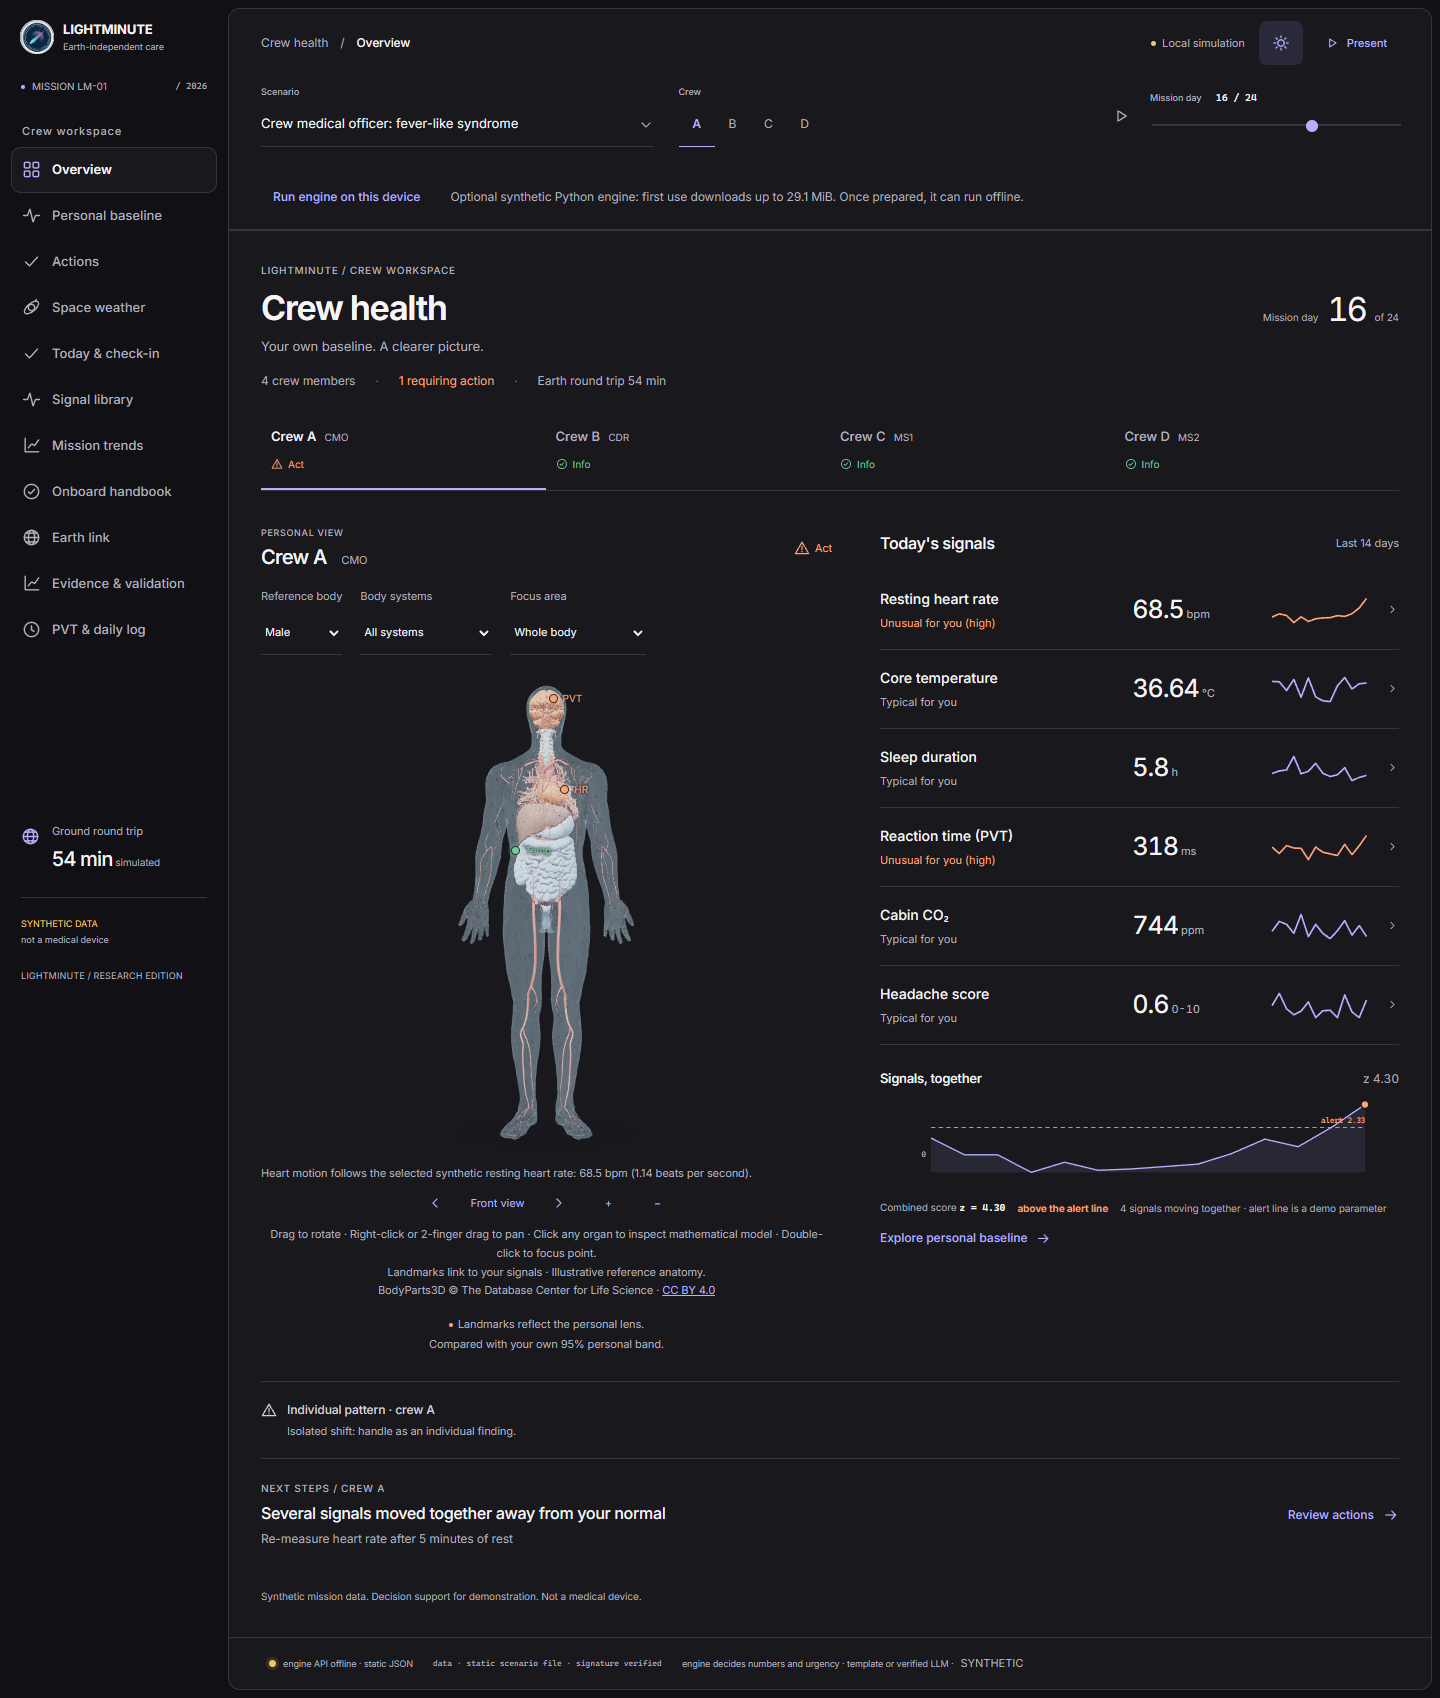 LIGHTMINUTE
Earth-independent care
MISSION LM-01 / 2026
Crew workspace
Overview
Personal baseline
Actions
Space weather
Today & check-in
Signal library
Mission trends
Onboard handbook
Earth link
Evidence & validation
PVT & daily log
Ground round trip
54 min simulated
SYNTHETIC DATA
not a medical device
LIGHTMINUTE / RESEARCH EDITION
Crew health / Overview
Local simulation
Present
Scenario
Crew medical officer: fever-like syndrome
Crew
A B C D
Mission day 16 / 24
Run engine on this device
Optional synthetic Python engine: first use downloads up to 29.1 MiB. Once prepared, it can run offline.
LIGHTMINUTE / CREW WORKSPACE
Crew health
Your own baseline. A clearer picture.
4 crew members · 1 requiring action · Earth round trip 54 min
Mission day 16 of 24
Crew A CMO
Act
Crew B CDR
Info
Crew C MS1
Info
Crew D MS2
Info
PERSONAL VIEW
Crew A CMO
Act
Reference body
Male
Body systems
All systems
Focus area
Whole body
PVT
HR
Temp
Heart motion follows the selected synthetic resting heart rate: 68.5 bpm (1.14 beats per second).
Front view + −
Drag to rotate · Right-click or 2-finger drag to pan · Click any organ to inspect mathematical model · Double-
click to focus point.
Landmarks link to your signals · Illustrative reference anatomy.
BodyParts3D © The Database Center for Life Science · CC BY 4.0
Landmarks reflect the personal lens.
Compared with your own 95% personal band.
Today's signals
Last 14 days
Resting heart rate
Unusual for you (high)
68.5 bpm
Core temperature
Typical for you
36.64 °C
Sleep duration
Typical for you
5.8 h
Reaction time (PVT)
Unusual for you (high)
318 ms
Cabin CO₂
Typical for you
744 ppm
Headache score
Typical for you
0.6 0-10
Signals, together
z 4.30
alert 2.33
0
Combined score z = 4.30 above the alert line 4 signals moving together · alert line is a demo parameter
Explore personal baseline
Individual pattern · crew A
Isolated shift: handle as an individual finding.
NEXT STEPS / CREW A
Several signals moved together away from your normal
Re-measure heart rate after 5 minutes of rest
Review actions
Synthetic mission data. Decision support for demonstration. Not a medical device.
engine API offline · static JSON
data · static scenario file · signature verified
engine decides numbers and urgency · template or verified LLM · SYNTHETIC